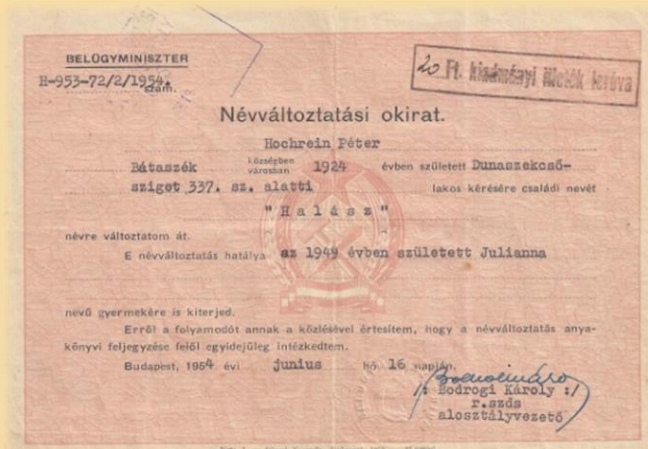 BELÜGYMINISZTER
H-953-72/2/1954.
szám.
20 Ft. kiadmányi illeték leróva
Névváltoztatási okirat.
Hochrein Péter
Bátaszék községben városban 1924 évben született Dunaszekcső-
sziget 337. sz. alatti lakos kérésére családi nevét
"Halász"
névre változtatom át.
E névváltoztatás hatálya az 1949 évben született Julianna
nevű gyermekére is kiterjed.
Erről a folyamodót annak a közlésével értesítem, hogy a névváltoztatás anya-
könyvi feljegyzése felől egyidejűleg intézkedtem.
Budapest, 1954 évi junius hó 16 napján.
/: Bodrogi Károly :/
r.szds
alosztályvezető